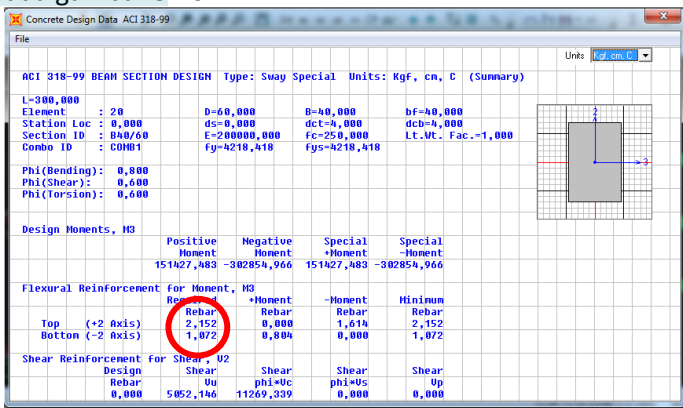 Concrete Design Data ACI 318-99
File
Units Kgf, cm, C
ACI 318-99 BEAM SECTION DESIGN Type: Sway Special Units: Kgf, cm, C (Summary)
L=300,000
Element : 20 D=60,000 B=40,000 bf=40,000
Station Loc : 0,000 ds=0,000 dct=4,000 dcb=4,000
Section ID : B40/60 E=200000,000 fc=250,000 Lt.Wt. Fac.=1,000
Combo ID : COMB1 fy=4218,418 fys=4218,418
2
3
Phi(Bending): 0,800
Phi(Shear): 0,600
Phi(Torsion): 0,600
Design Moments, M3
Positive Negative Special Special
Moment Moment +Moment -Moment
151427,483 -302854,966 151427,483 -302854,966
Flexural Reinforcement for Moment, M3
Required +Moment -Moment Minimum
Rebar Rebar Rebar Rebar
Top (+2 Axis) 2,152 0,000 1,614 2,152
Bottom (-2 Axis) 1,072 0,804 0,000 1,072
Shear Reinforcement for Shear, V2
Design Shear Shear Shear Shear
Rebar Vu phi*Vc phi*Vs Vp
0,000 5052,146 11269,339 0,000 0,000